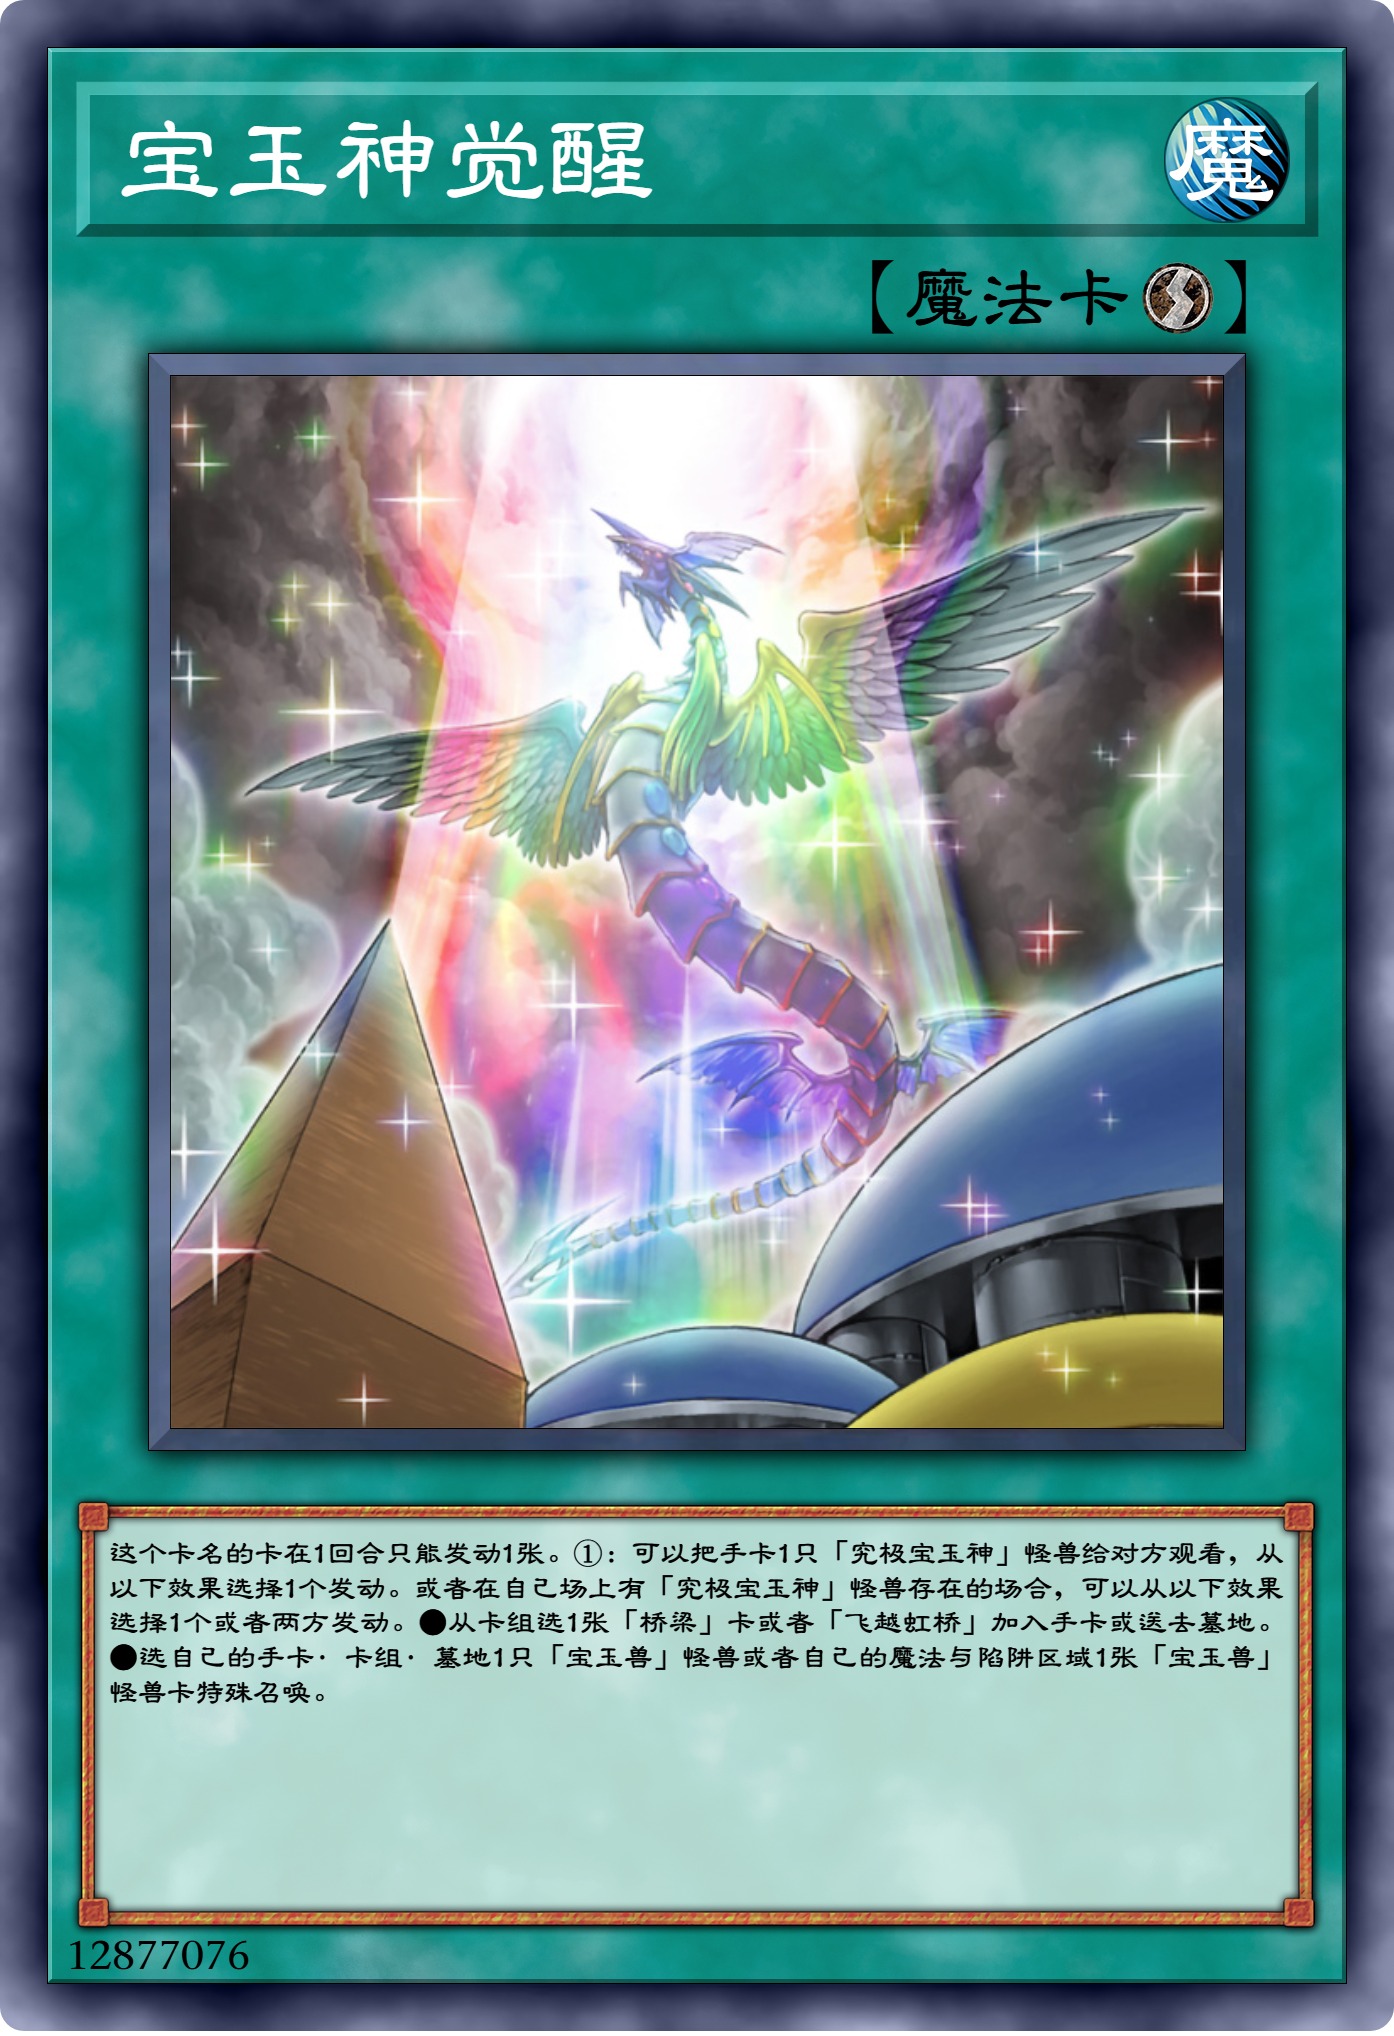 宝玉神觉醒
魔
【魔法卡】
这个卡名的卡在1回合只能发动1张。①：可以把手卡1只「究极宝玉神」怪兽给对方观看，从
以下效果选择1个发动。或者在自己场上有「究极宝玉神」怪兽存在的场合，可以从以下效果
选择1个或者两方发动。●从卡组选1张「桥梁」卡或者「飞越虹桥」加入手卡或送去墓地。
●选自己的手卡·卡组·墓地1只「宝玉兽」怪兽或者自己的魔法与陷阱区域1张「宝玉兽」
怪兽卡特殊召唤。
12877076